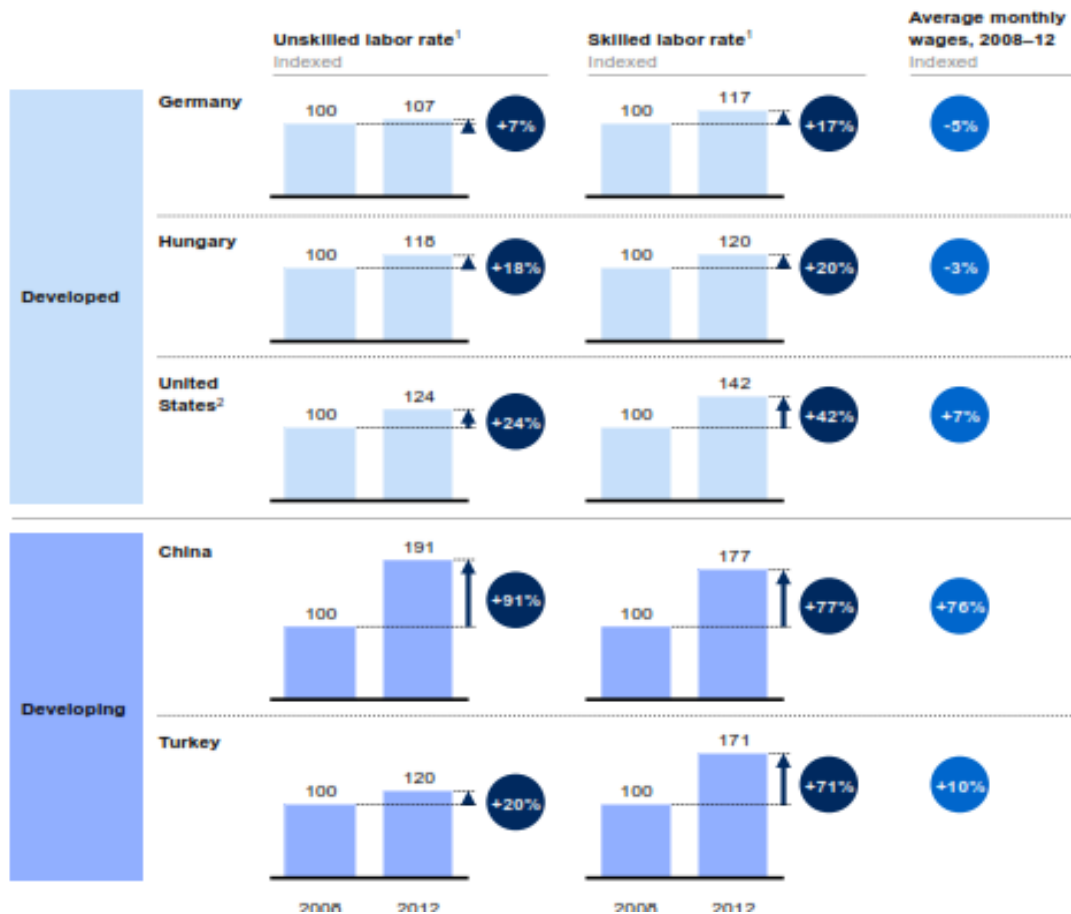 Unskilled labor rate¹
Indexed
Skilled labor rate¹
Indexed
Average monthly
wages, 2008–12
Indexed
Developed
Germany
100
107
+7%
100
117
+17%
-5%
Hungary
100
118
+18%
100
120
+20%
-3%
United
States²
100
124
+24%
100
142
+42%
+7%
Developing
China
100
191
+91%
100
177
+77%
+76%
Turkey
100
120
+20%
100
171
+71%
+10%
2008
2012
2008
2012